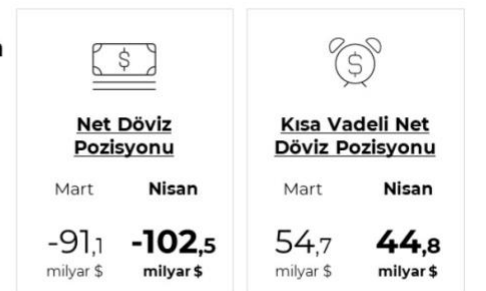 $
Net Döviz
Pozisyonu
Mart Nisan
-91,1 -102,5
milyar $ milyar $
$
Kısa Vadeli Net
Döviz Pozisyonu
Mart Nisan
54,7 44,8
milyar $ milyar $